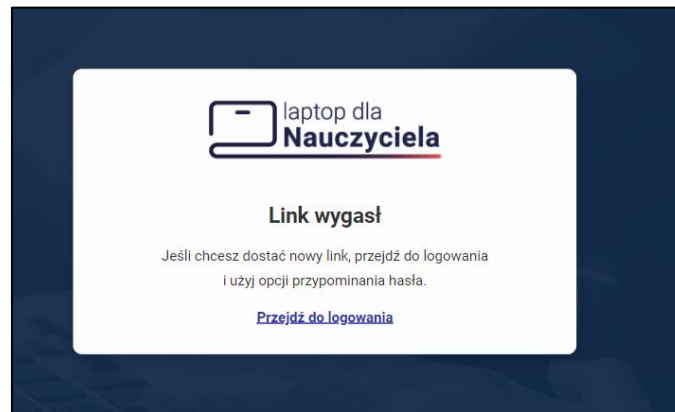 laptop dla
Nauczyciela
Link wygasł
Jeśli chcesz dostać nowy link, przejdź do logowania
i użyj opcji przypominania hasła.
Przejdź do logowania